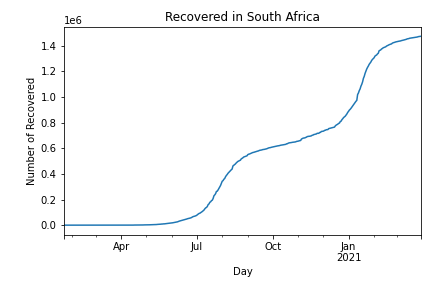 Recovered in South Africa
1e6
1.4
1.2
1.0
0.8
0.6
0.4
0.2
0.0
Number of Recovered
Apr
Jul
Oct
Jan
2021
Day